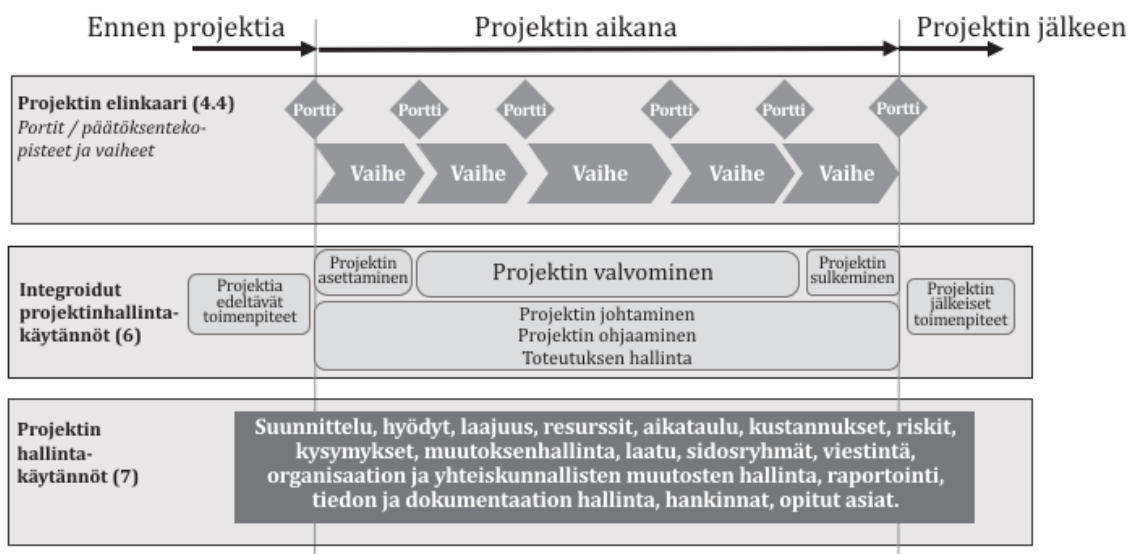 Ennen projektia
Projektin aikana
Projektin jälkeen
Projektin elinkaari (4.4)
Portit / päätöksenteko-
pisteet ja vaiheet
Portti
Portti
Portti
Portti
Portti
Portti
Vaihe
Vaihe
Vaihe
Vaihe
Vaihe
Integroidut
projektinhallinta-
käytännöt (6)
Projektia
edeltävät
toimenpiteet
Projektin
asettaminen
Projektin valvominen
Projektin
sulkeminen
Projektin johtaminen
Projektin ohjaaminen
Toteutuksen hallinta
Projektin
jälkeiset
toimenpiteet
Projektin
hallinta-
käytännöt (7)
Suunnittelu, hyödyt, laajuus, resurssit, aikataulu, kustannukset, riskit,
kysymykset, muutoksenhallinta, laatu, sidosryhmät, viestintä,
organisaation ja yhteiskunnallisten muutosten hallinta, raportointi,
tiedon ja dokumentaation hallinta, hankinnat, opitut asiat.